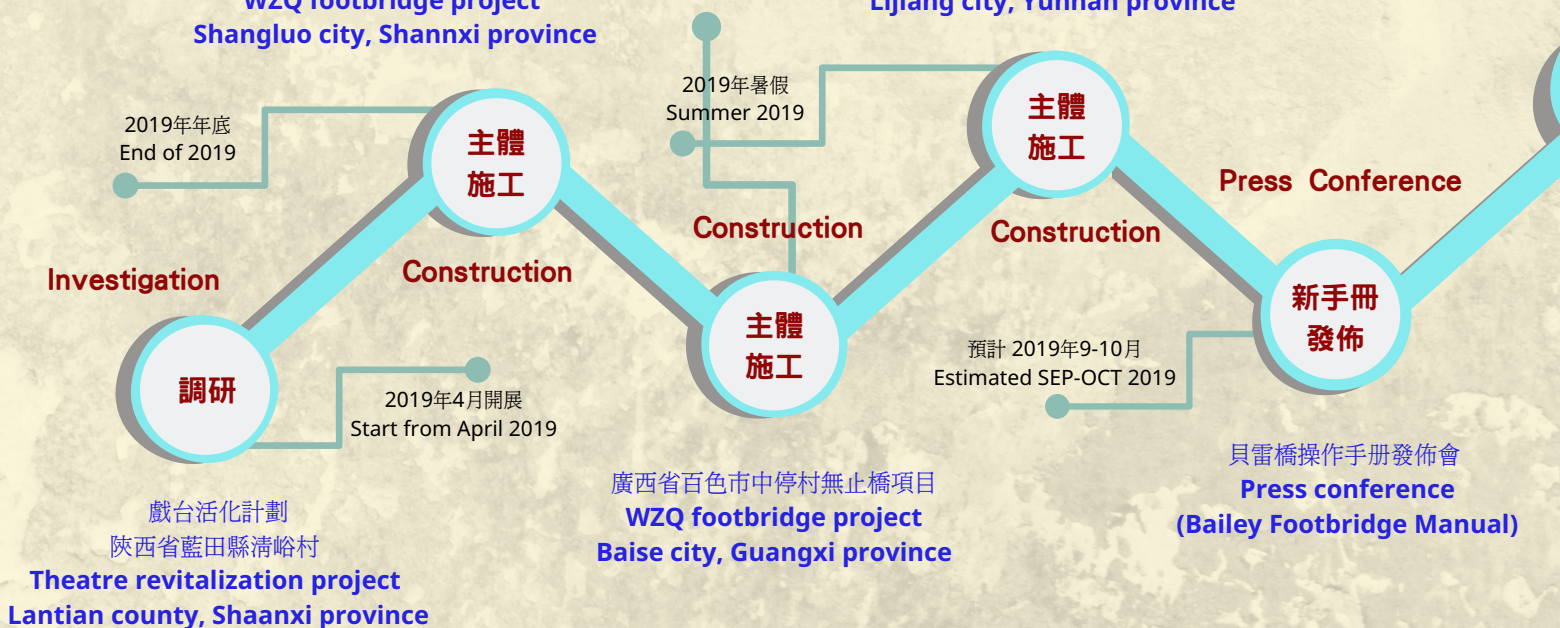 WZQ footbridge project
Shangluo city, Shannxi province
Lijiang city, Yunnan province
2019年年底
End of 2019
主體
施工
Construction
2019年暑假
Summer 2019
主體
施工
Construction
Press Conference
Investigation
調研
2019年4月開展
Start from April 2019
Construction
主體
施工
預計 2019年9-10月
Estimated SEP-OCT 2019
新手冊
發佈
戲台活化計劃
陝西省藍田縣清峪村
Theatre revitalization project
Lantian county, Shaanxi province
廣西省百色市中停村無止橋項目
WZQ footbridge project
Baise city, Guangxi province
貝雷橋操作手册發佈會
Press conference
(Bailey Footbridge Manual)